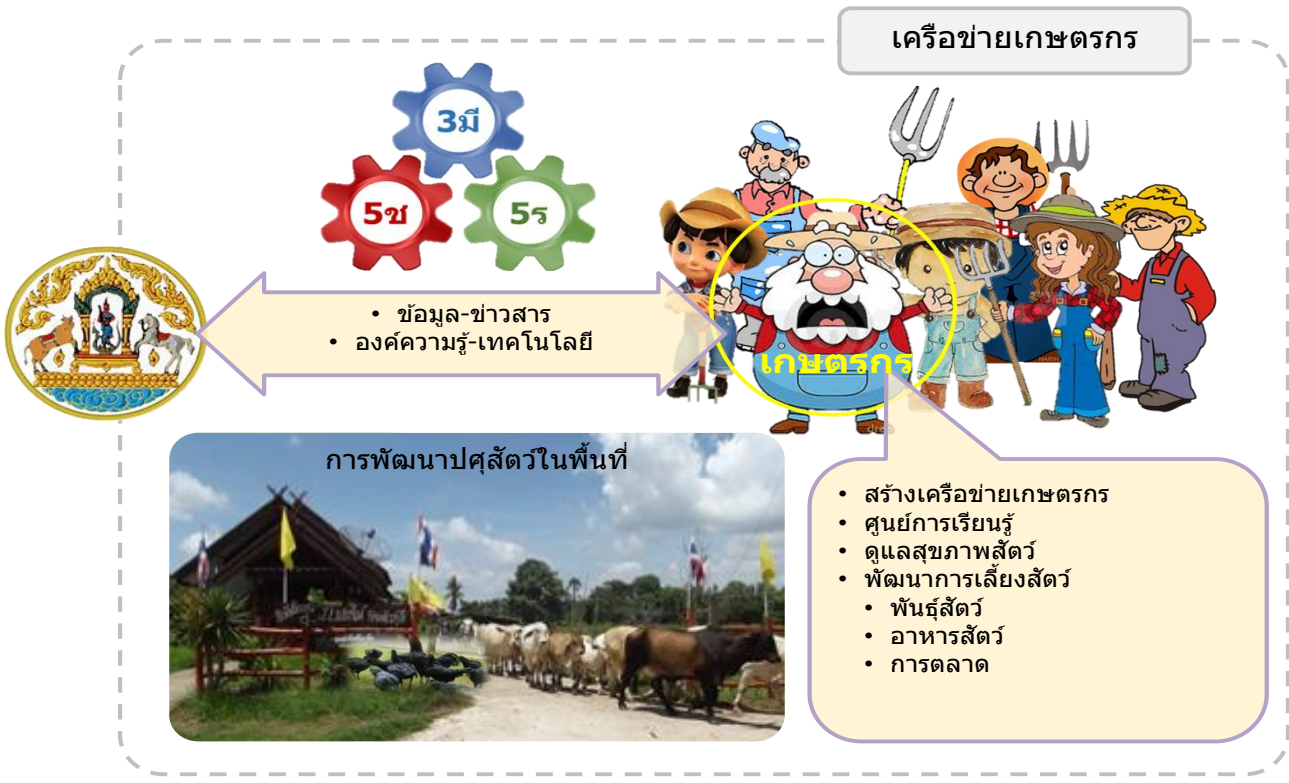 เครือข่ายเกษตรกร
3มี
5ช
5ร
• ข้อมูล-ข่าวสาร
• องค์ความรู้-เทคโนโลยี
เกษตรกร
การพัฒนาปศุสัตว์ในพื้นที่
• สร้างเครือข่ายเกษตรกร
• ศูนย์การเรียนรู้
• ดูแลสุขภาพสัตว์
• พัฒนาการเลี้ยงสัตว์
• พันธุ์สัตว์
• อาหารสัตว์
• การตลาด